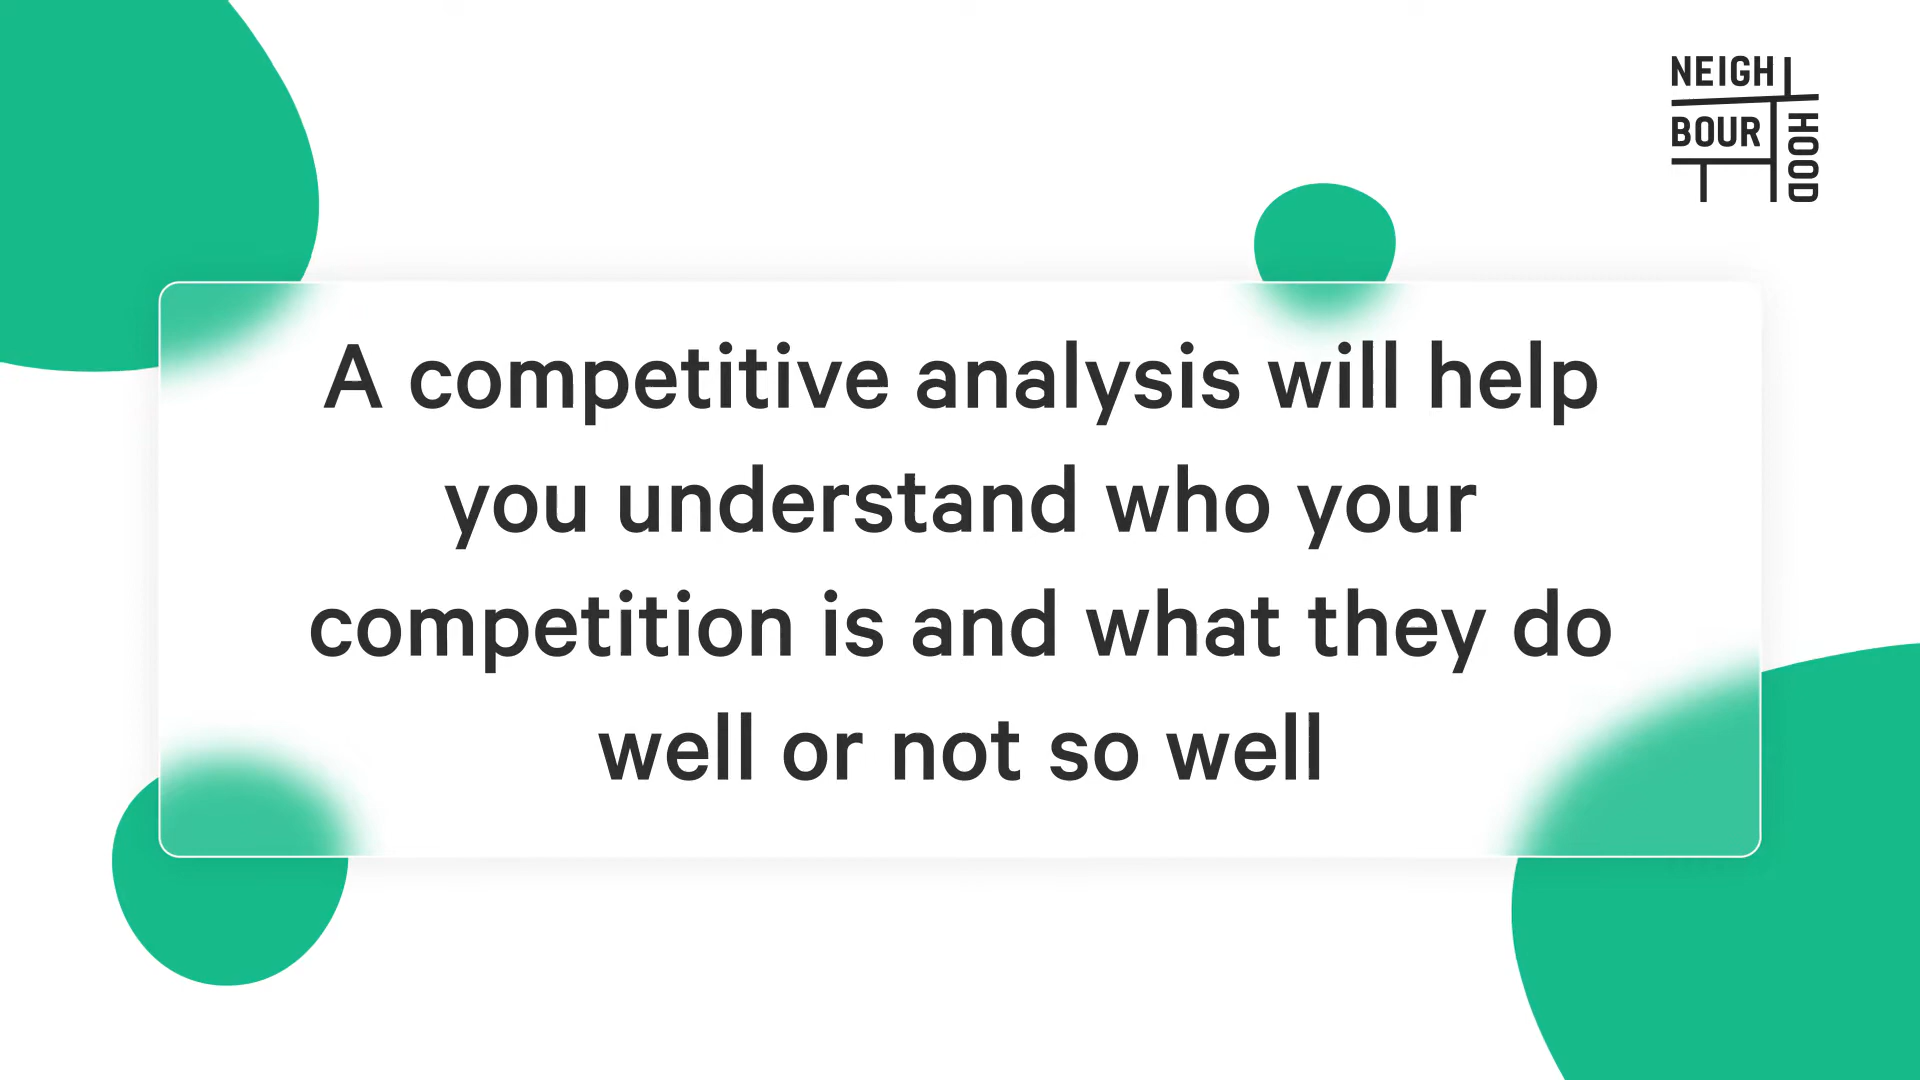 NEIGH
BOUR
HOOD
A competitive analysis will help
you understand who your
competition is and what they do
well or not so well